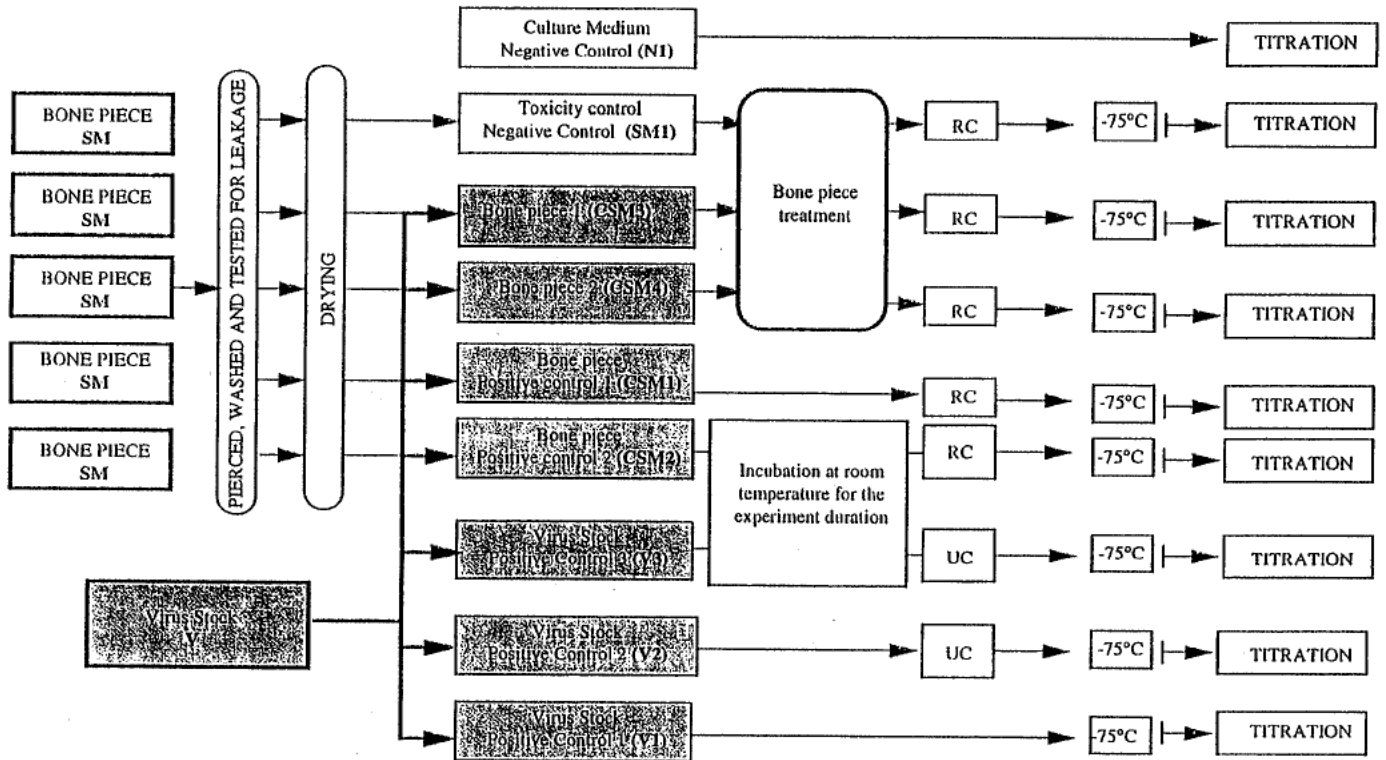 Culture Medium
Negative Control (N1)
TITRATION
BONE PIECE
SM
Toxicity control
Negative Control (SM1)
RC
-75°C
TITRATION
BONE PIECE
SM
Bone piece 1 (CSM3)
Bone piece
treatment
RC
-75°C
TITRATION
BONE PIECE
SM
Bone piece 2 (CSM4)
RC
-75°C
TITRATION
PIERCED, WASHED AND TESTED FOR LEAKAGE
DRYING
BONE PIECE
SM
Bone piece
Positive control 1 (CSM1)
RC
-75°C
TITRATION
BONE PIECE
SM
Bone piece
Positive control 2 (CSM2)
Incubation at room
temperature for the
experiment duration
RC
-75°C
TITRATION
Virus Stock
Positive Control 3 (V3)
UC
-75°C
TITRATION
Virus Stock
V
Virus Stock
Positive Control 2 (V2)
UC
-75°C
TITRATION
Virus Stock
Positive Control 1 (V1)
-75°C
TITRATION